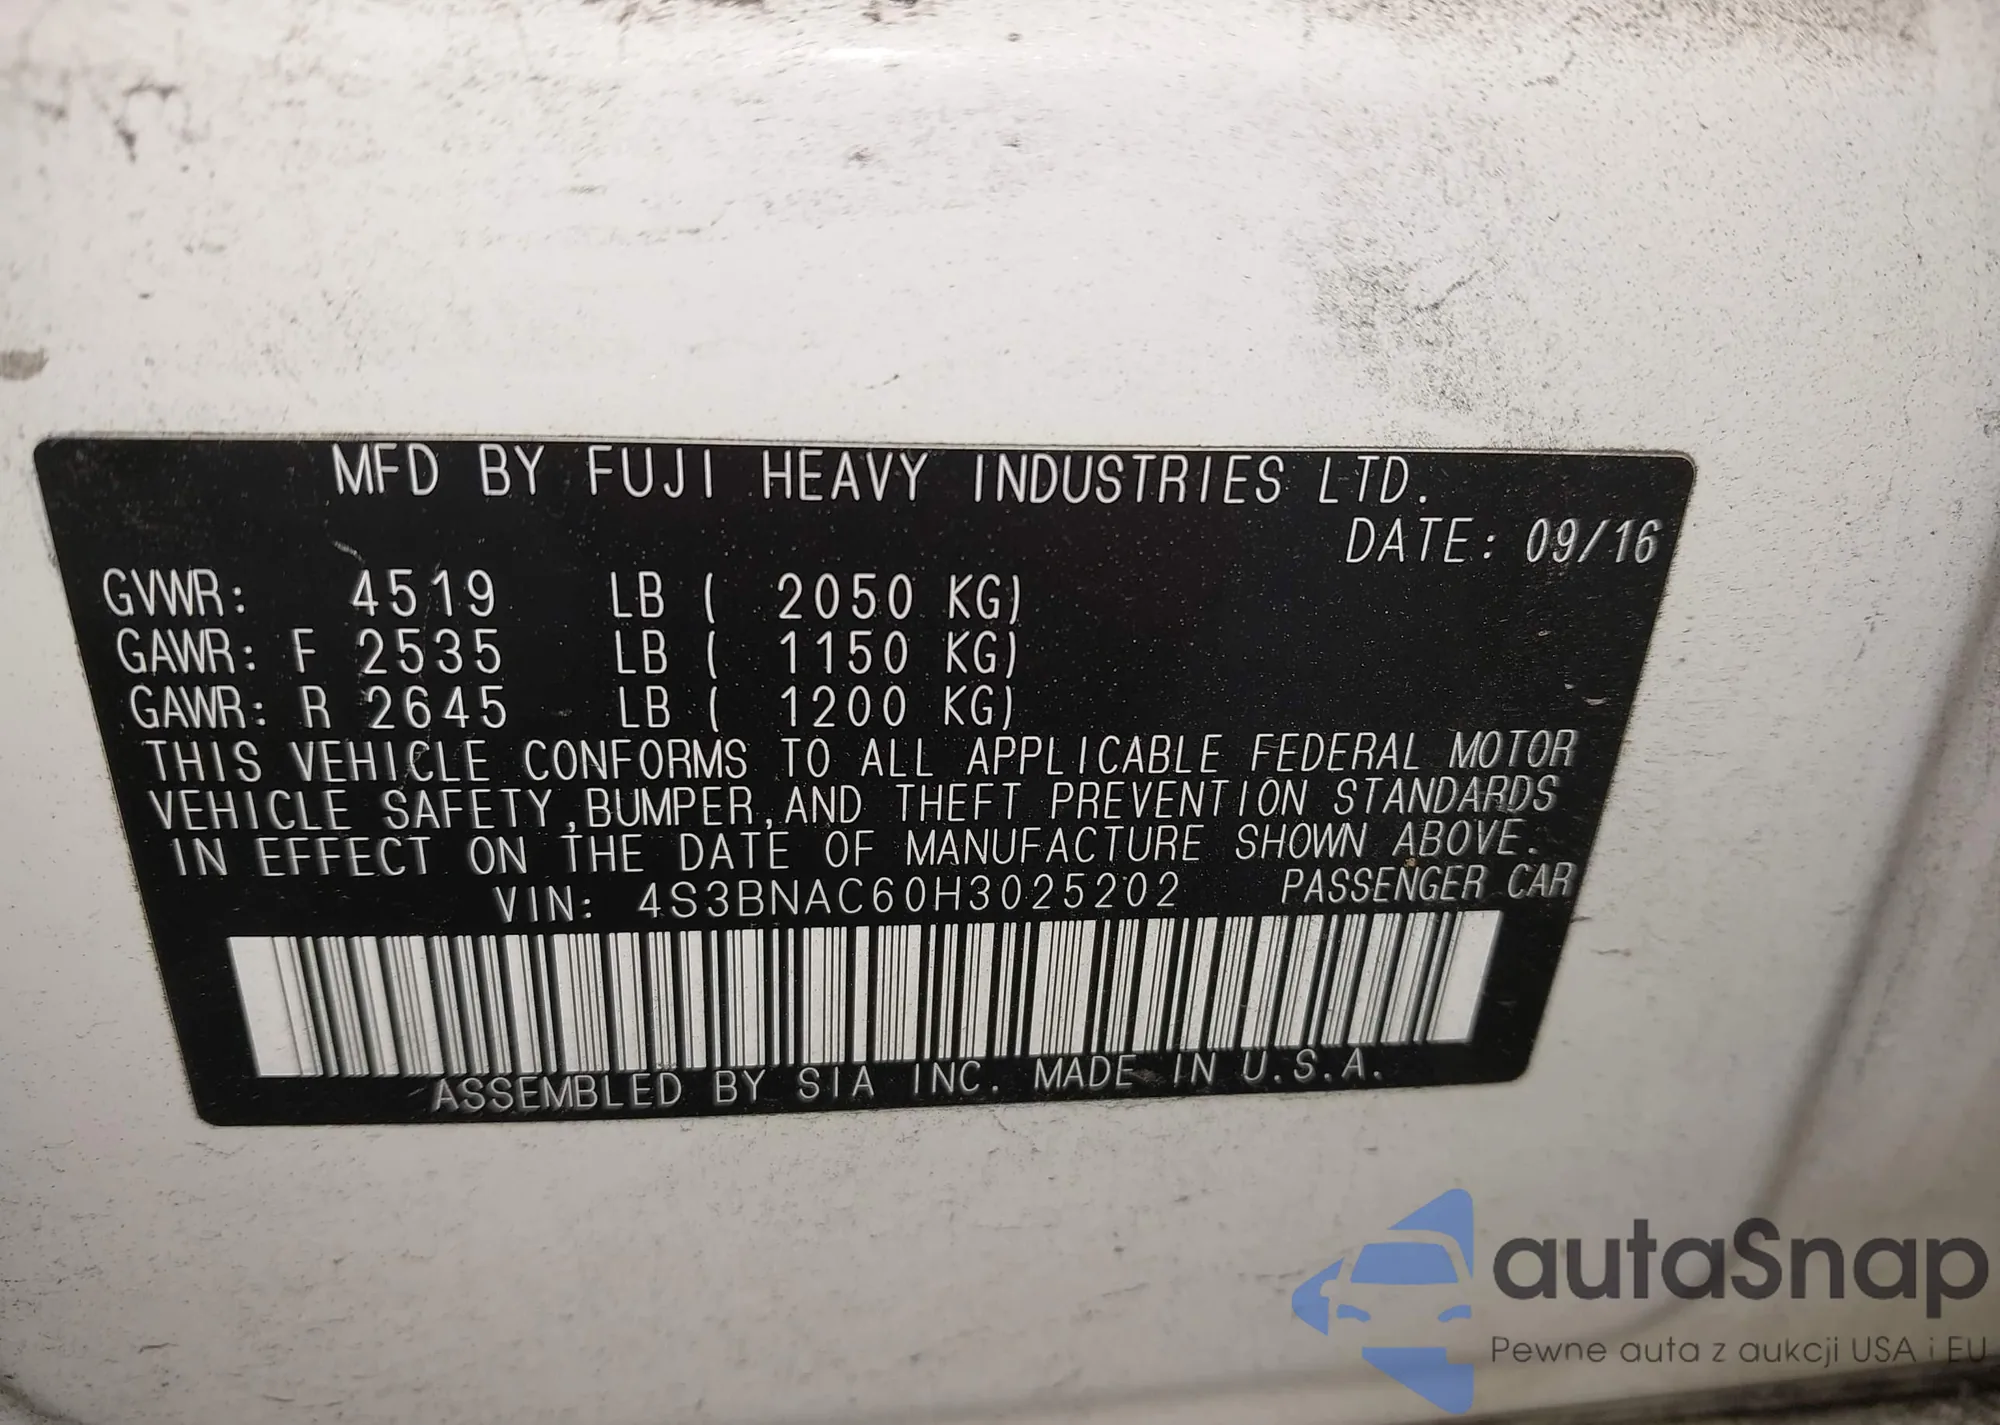 MFD BY FUJI HEAVY INDUSTRIES LTD.
DATE: 09/16
GVWR: 4519 LB ( 2050 KG)
GAWR: F 2535 LB ( 1150 KG)
GAWR: R 2645 LB ( 1200 KG)
THIS VEHICLE CONFORMS TO ALL APPLICABLE FEDERAL MOTOR
VEHICLE SAFETY,BUMPER,AND THEFT PREVENTION STANDARDS
IN EFFECT ON THE DATE OF MANUFACTURE SHOWN ABOVE.
VIN: 4S3BNAC60H3025202 PASSENGER CAR
ASSEMBLED BY SIA INC. MADE IN U.S.A.
autaSnap
Pewne auta z aukcji USA i EU